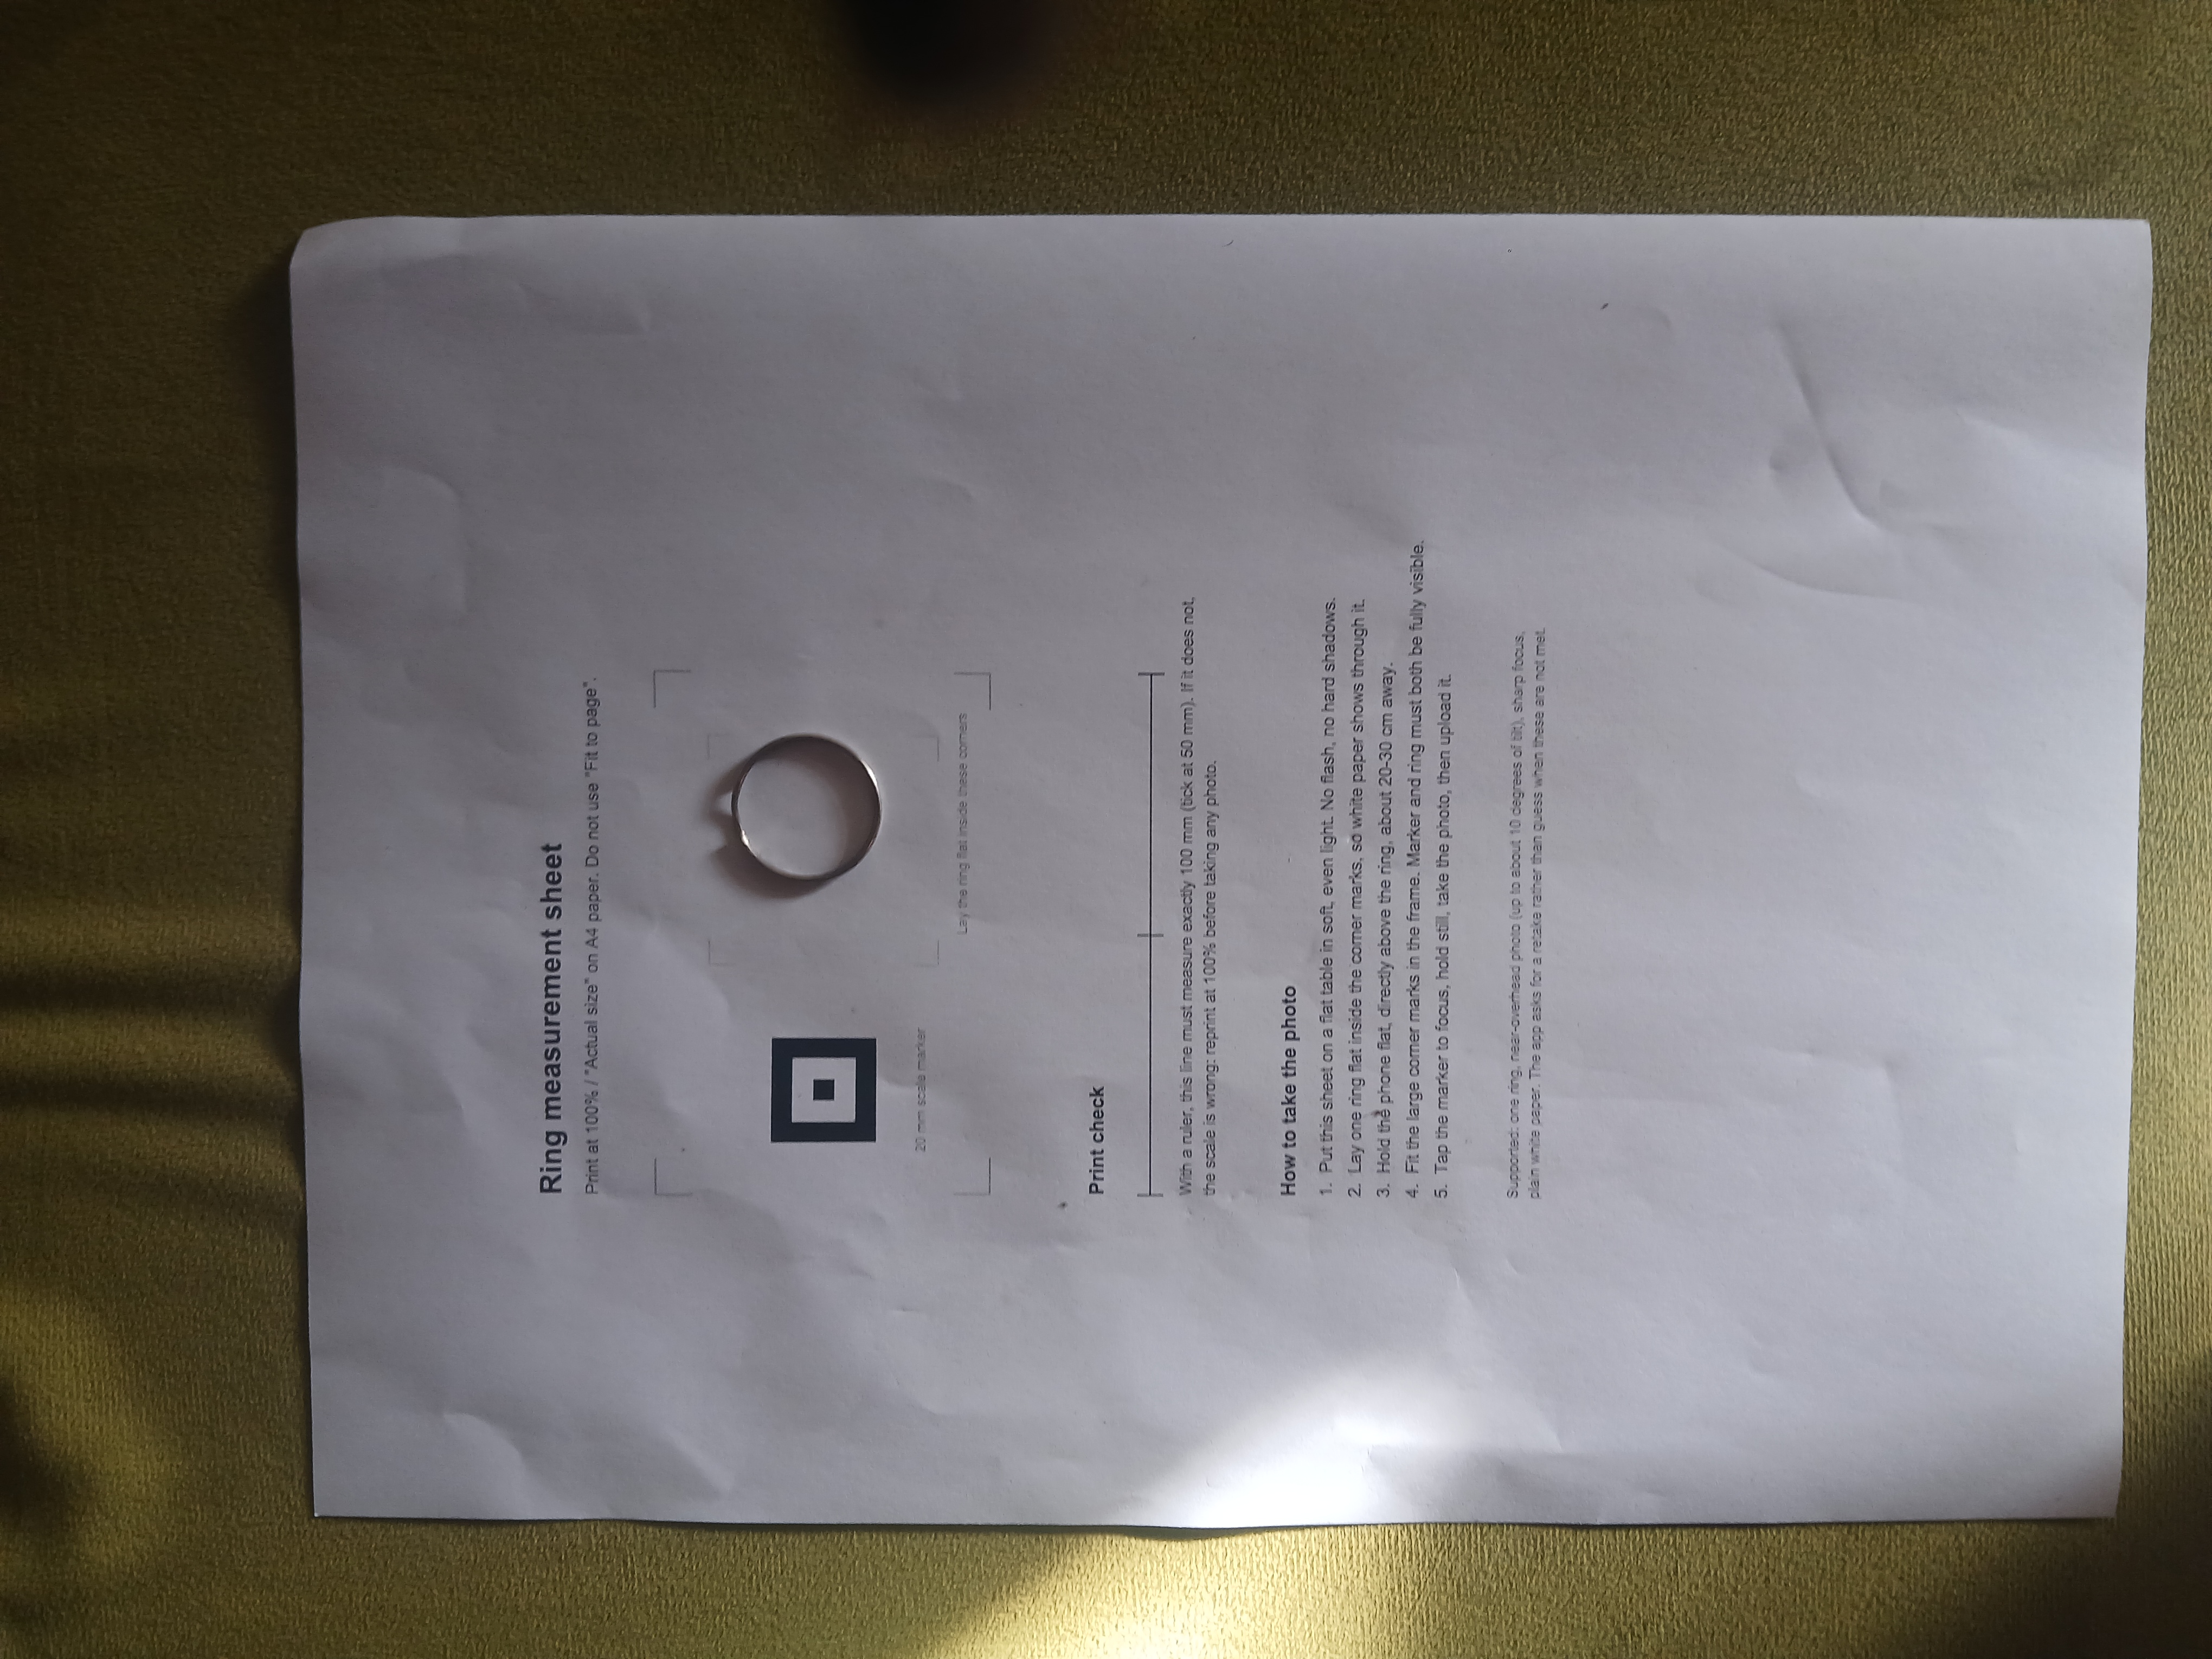 Ring measurement sheet
Print at 100% / "Actual size" on A4 paper. Do not use "Fit to page".
20 mm scale marker
Lay the ring flat inside these corners
Print check
With a ruler, this line must measure exactly 100 mm (tick at 50 mm). If it does not,
the scale is wrong: reprint at 100% before taking any photo.
How to take the photo
1. Put this sheet on a flat table in soft, even light. No flash, no hard shadows.
2. Lay one ring flat inside the corner marks, so white paper shows through it.
3. Hold the phone flat, directly above the ring, about 20-30 cm away.
4. Fit the large corner marks in the frame. Marker and ring must both be fully visible.
5. Tap the marker to focus, hold still, take the photo, then upload it.
Supported: one ring, near-overhead photo (up to about 10 degrees of tilt), sharp focus,
plain white paper. The app asks for a retake rather than guess when these are not met.